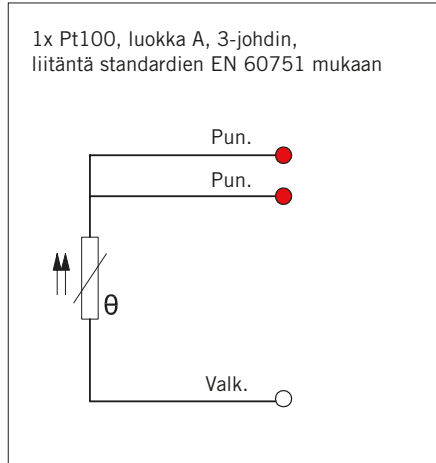 1x Pt100, luokka A, 3-johdin,
liitäntä standardien EN 60751 mukaan
Pun.
Pun.
θ
Valk.